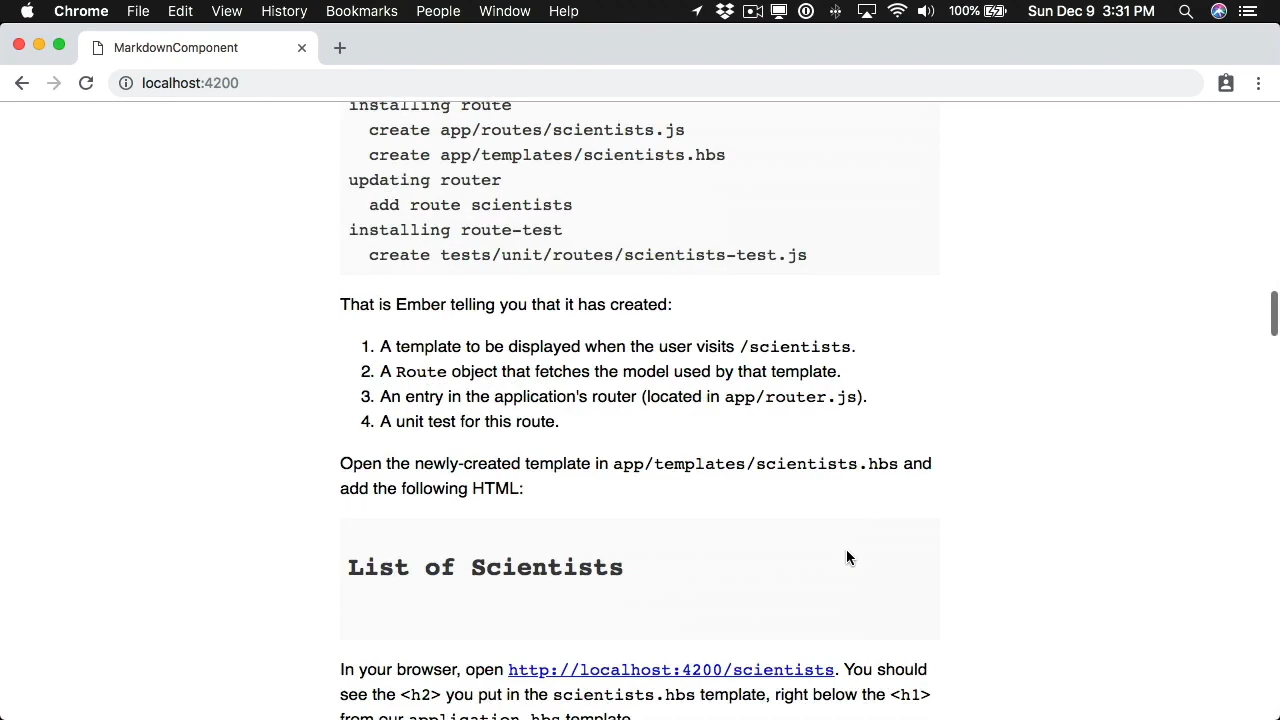 Chrome File Edit View History Bookmarks People Window Help 100% Sun Dec 9 3:31 PM
MarkdownComponent
localhost:4200
installing route
create app/routes/scientists.js
create app/templates/scientists.hbs
updating router
add route scientists
installing route-test
create tests/unit/routes/scientists-test.js
That is Ember telling you that it has created:
1. A template to be displayed when the user visits /scientists.
2. A Route object that fetches the model used by that template.
3. An entry in the application's router (located in app/router.js).
4. A unit test for this route.
Open the newly-created template in app/templates/scientists.hbs and
add the following HTML:
List of Scientists
In your browser, open http://localhost:4200/scientists. You should
see the <h2> you put in the scientists.hbs template, right below the <h1>
from our application.hbs template.